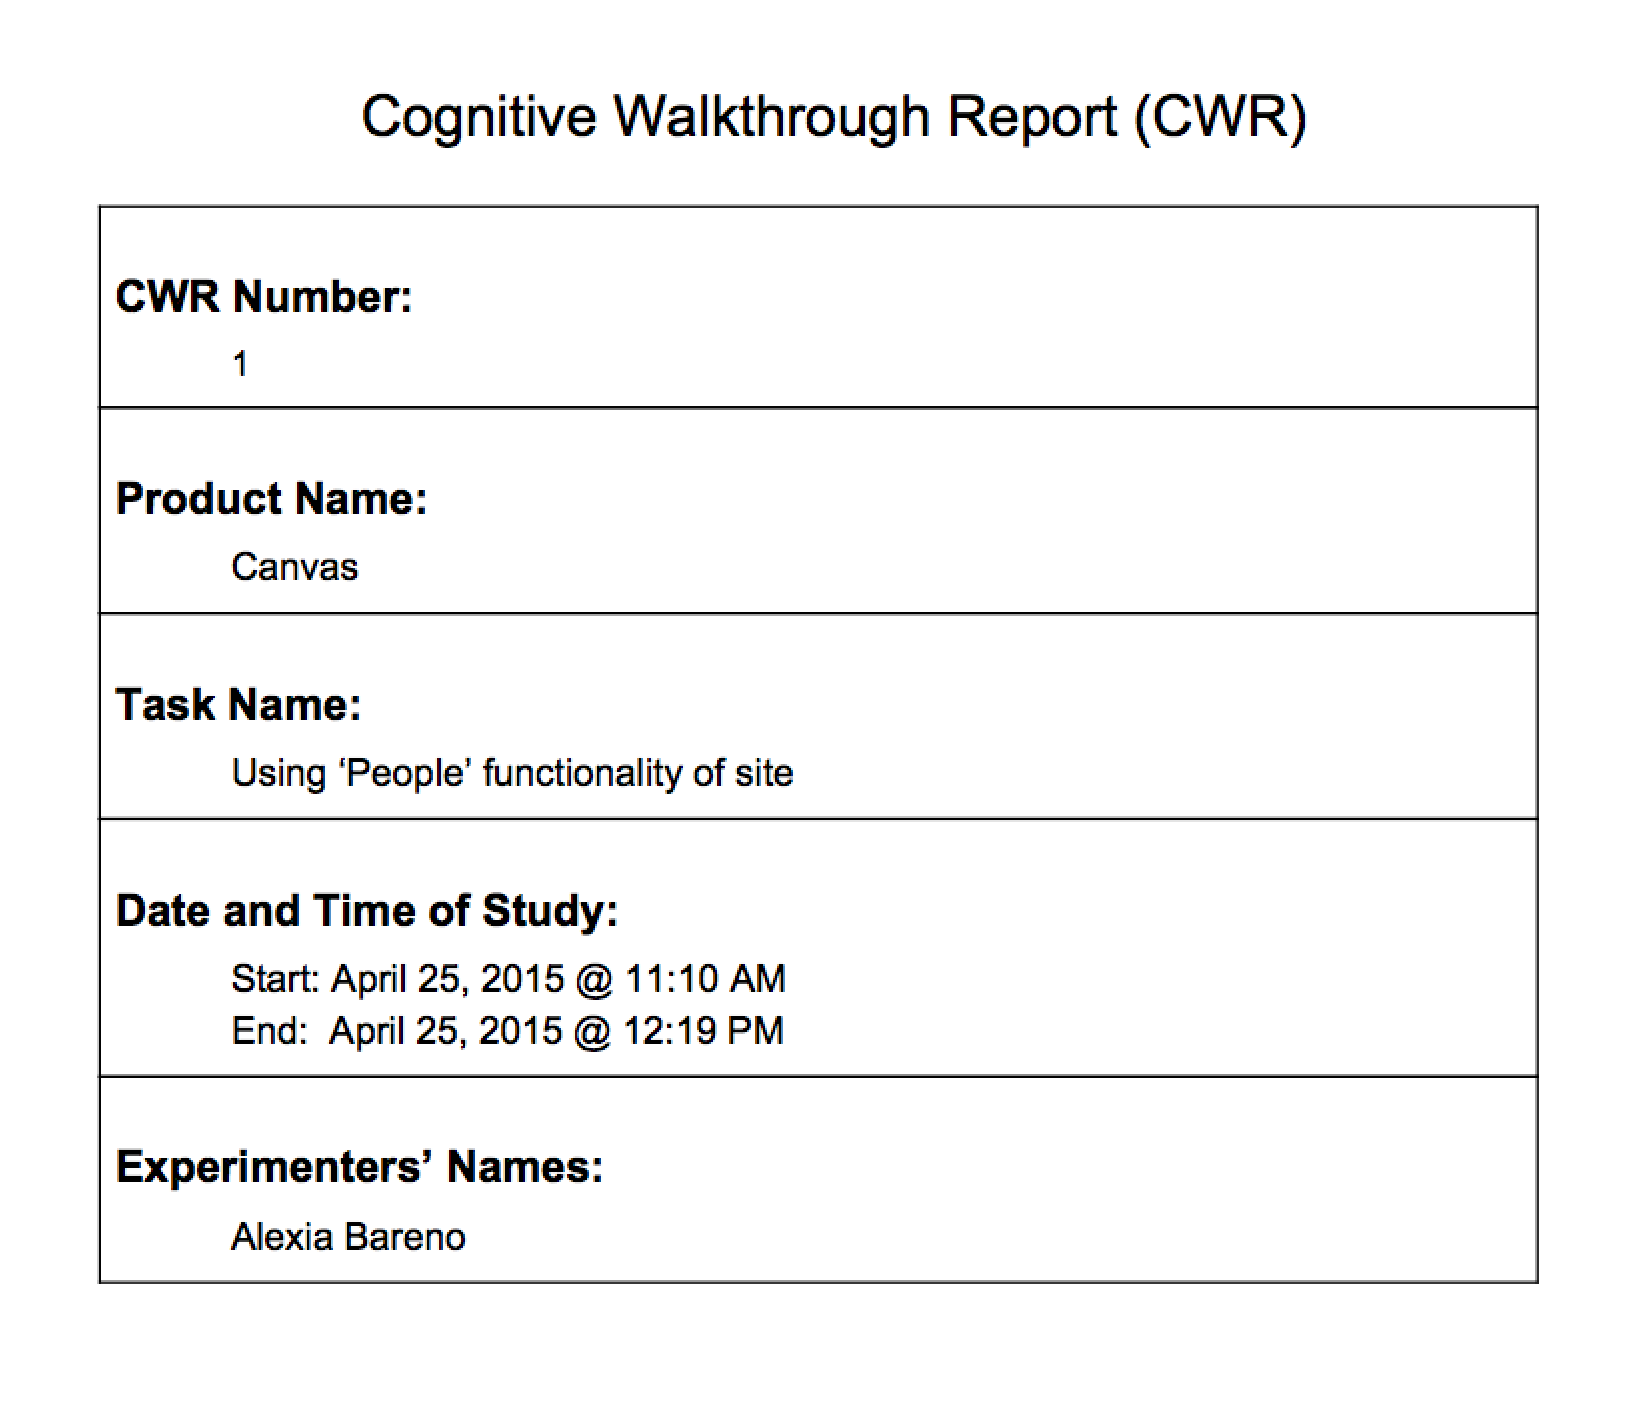 Cognitive Walkthrough Report (CWR)
CWR Number:
1
Product Name:
Canvas
Task Name:
Using ‘People’ functionality of site
Date and Time of Study:
Start: April 25, 2015 @ 11:10 AM
End:  April 25, 2015 @ 12:19 PM
Experimenters’ Names:
Alexia Bareno